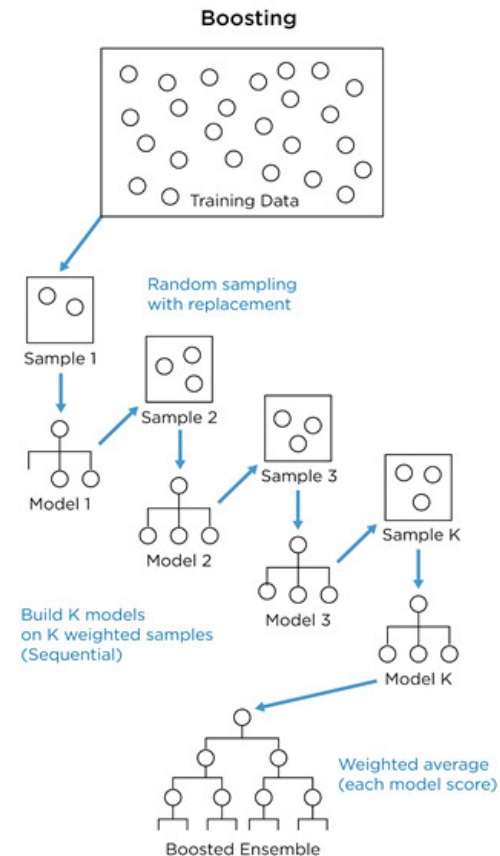 Boosting
Training Data
Random sampling
with replacement
Sample 1
Sample 2
Model 1
Sample 3
Model 2
Sample K
Model 3
Build K models
on K weighted samples
(Sequential)
Model K
Weighted average
(each model score)
Boosted Ensemble